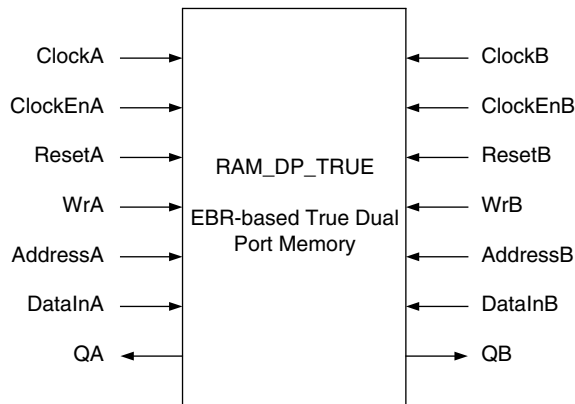 ClockA
ClockB
ClockEnA
ClockEnB
ResetA
ResetB
RAM_DP_TRUE
WrA
WrB
EBR-based True Dual
Port Memory
AddressA
AddressB
DataInA
DataInB
QA
QB